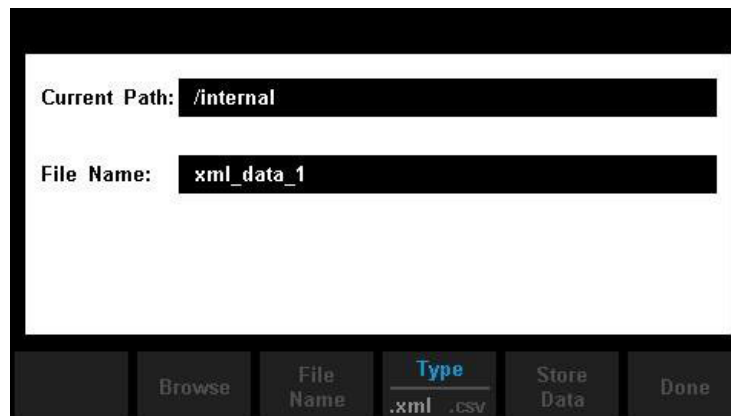 Current Path: /internal
File Name: xml_data_1
Browse
File Name
Type
.xml .csv
Store Data
Done